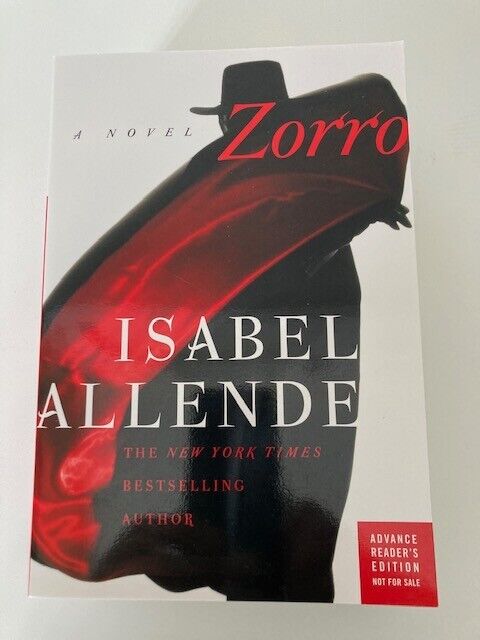 A NOVEL
Zorro
ISABEL
ALLENDE
THE NEW YORK TIMES
BESTSELLING
AUTHOR
ADVANCE
READER'S
EDITION
NOT FOR SALE